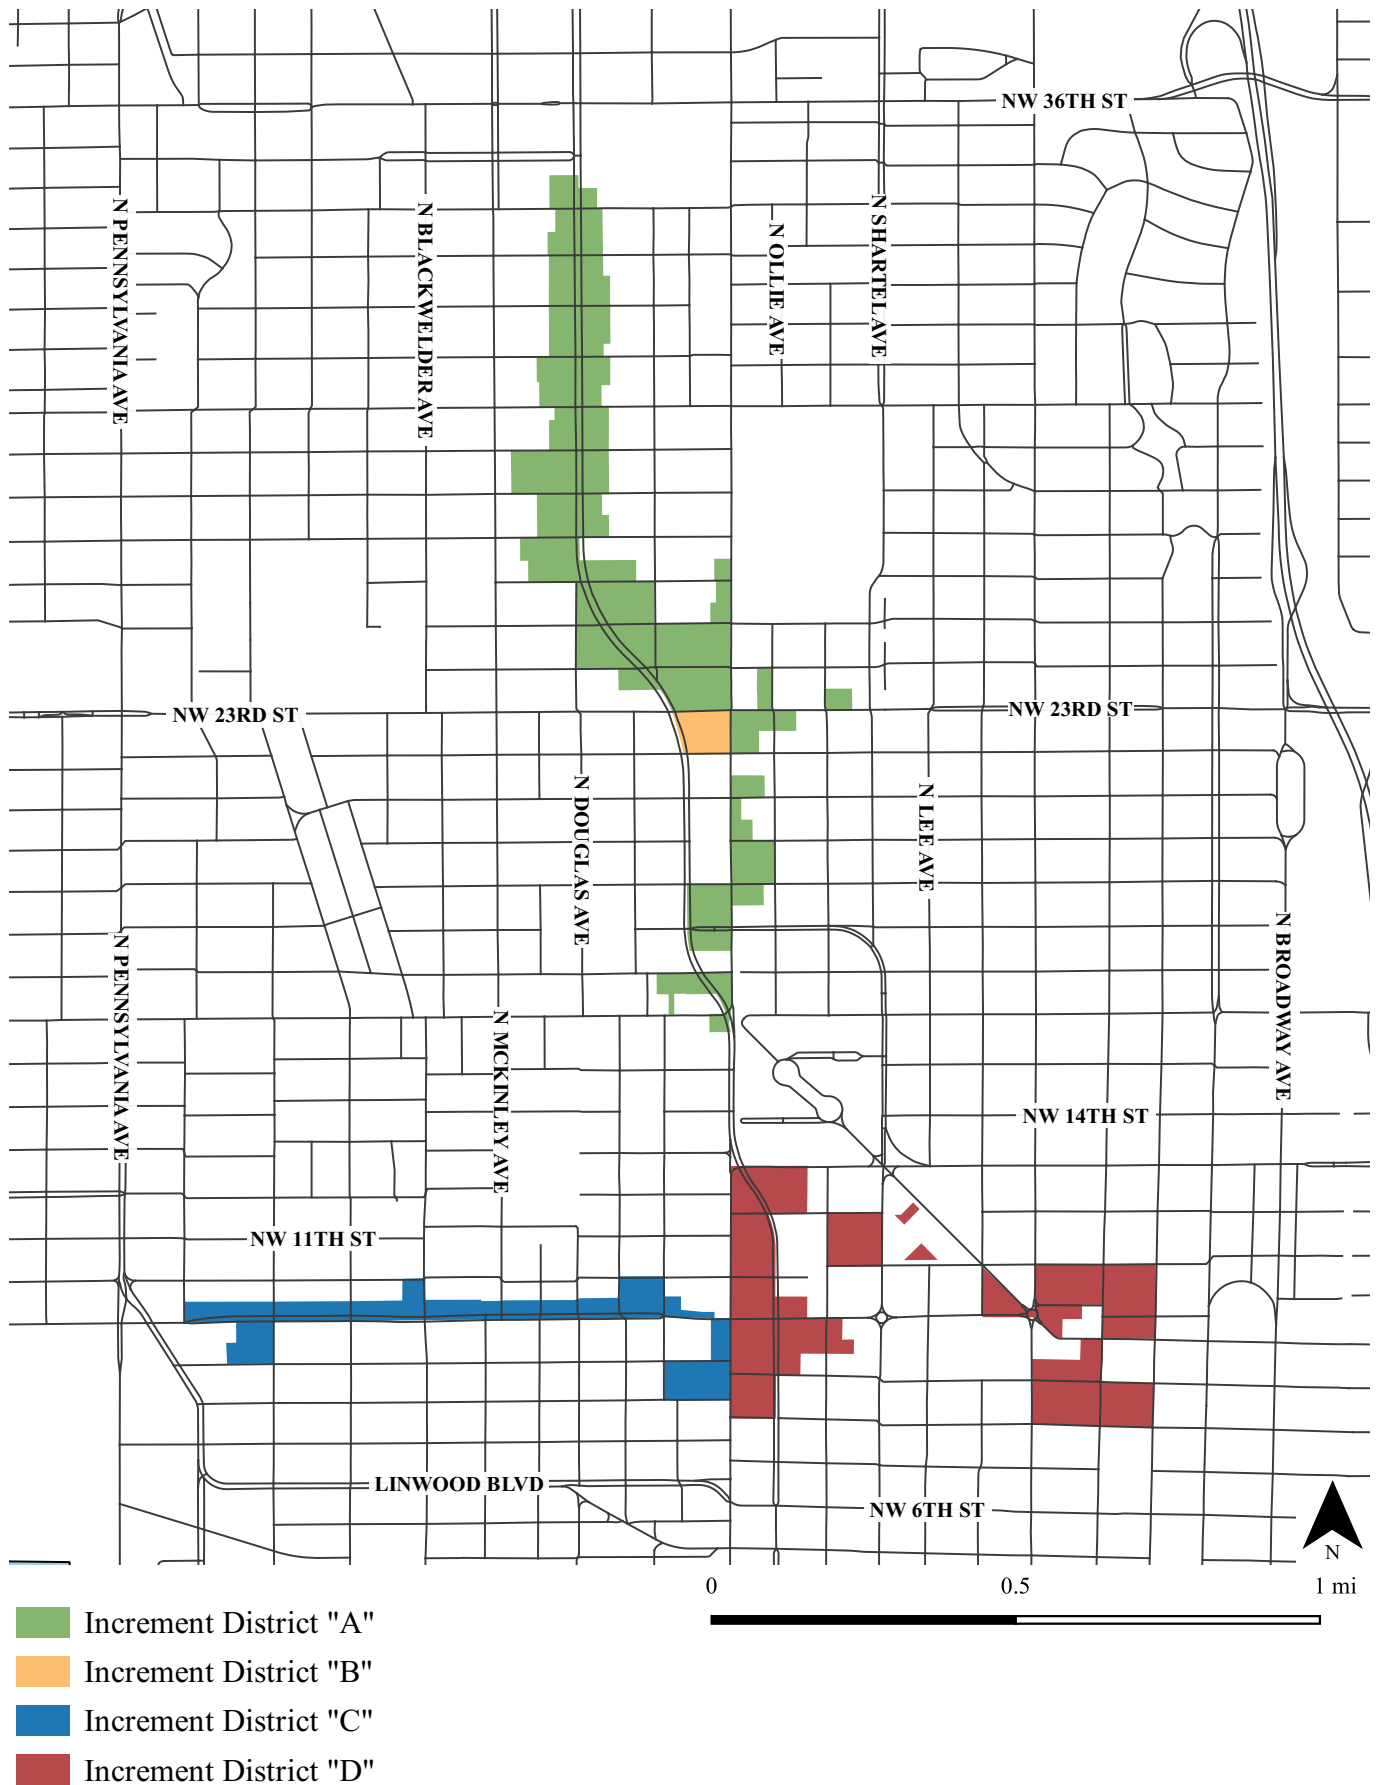 NW 36TH ST
N PENNSYLVANIA AVE
N BLACKWELDER AVE
N OLLIE AVE
N SHARTEL AVE
NW 23RD ST
NW 23RD ST
N DOUGLAS AVE
N LEE AVE
N PENNSYLVANIA AVE
N MCKINLEY AVE
N BROADWAY AVE
NW 14TH ST
NW 11TH ST
LINWOOD BLVD
NW 6TH ST
N
0 0.5 1 mi
Increment District "A"
Increment District "B"
Increment District "C"
Increment District "D"